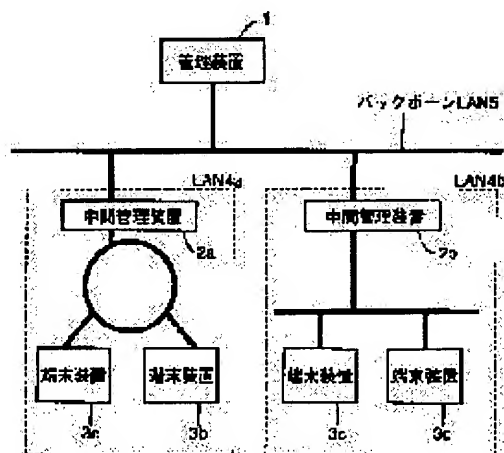 1
管理装置
バックボーンLAN5
LAN4a
LAN4b
中間管理装置
中間管理装置
2a
2b
端末装置
端末装置
端末装置
端末装置
3b
3c